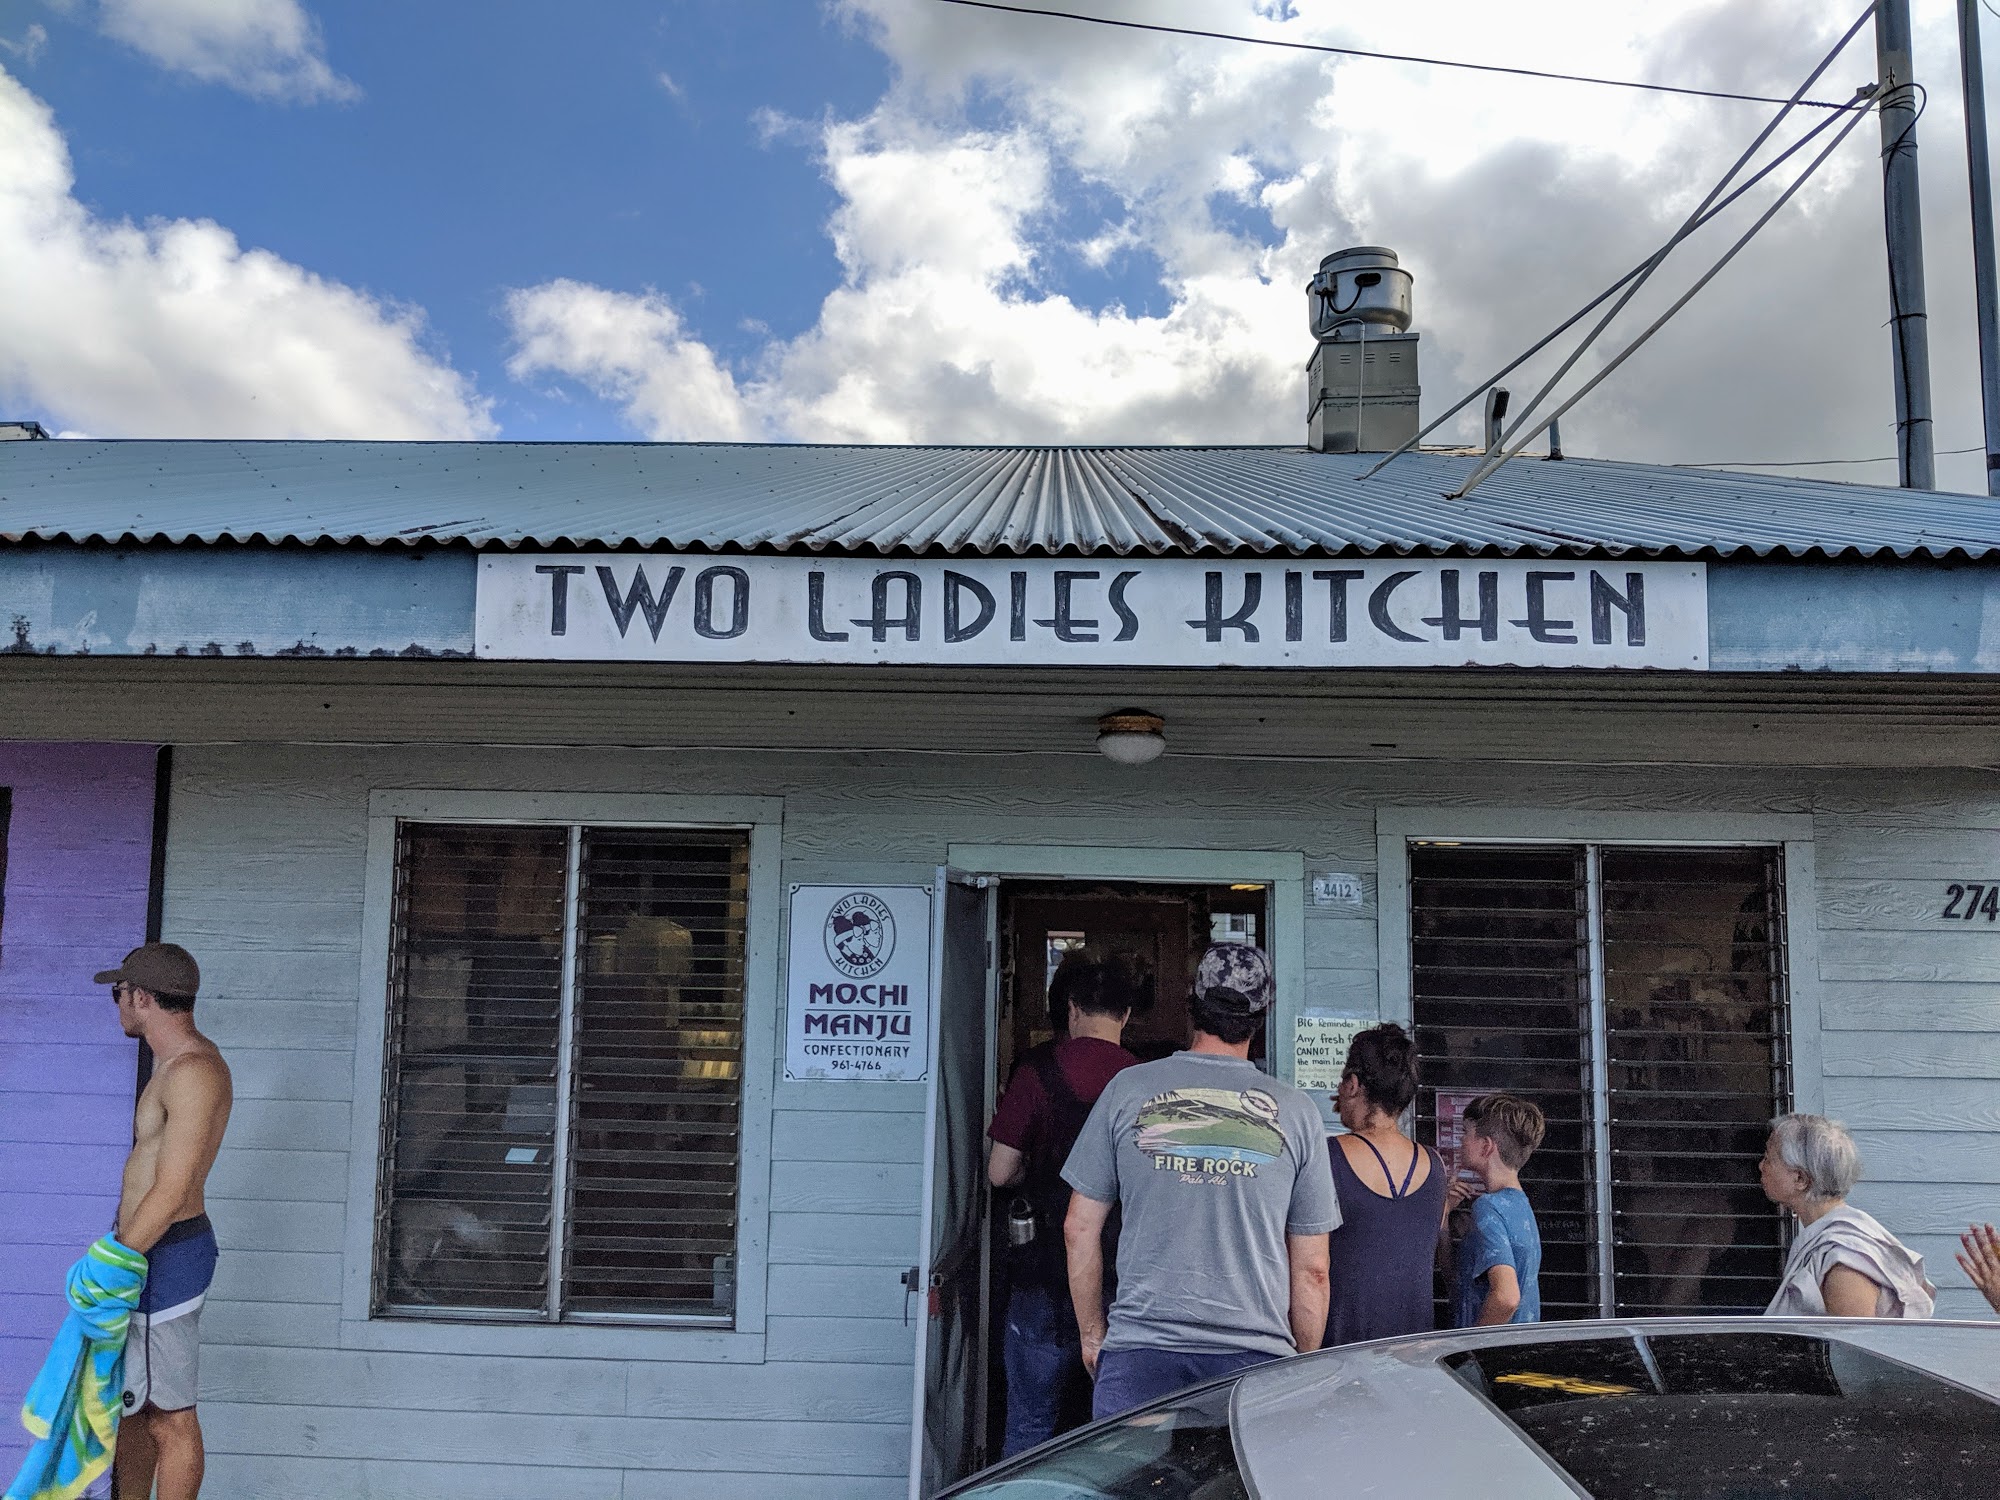 TWO LADIES KITCHEN
TWO LADIES
KITCHEN
MO.CHI
MANJU
CONFECTIONARY
961-4766
4412
274
BIG Reminder !!!
Any fresh
CANNOT be
the main
So SAD,
FIRE ROCK
Pale Ale